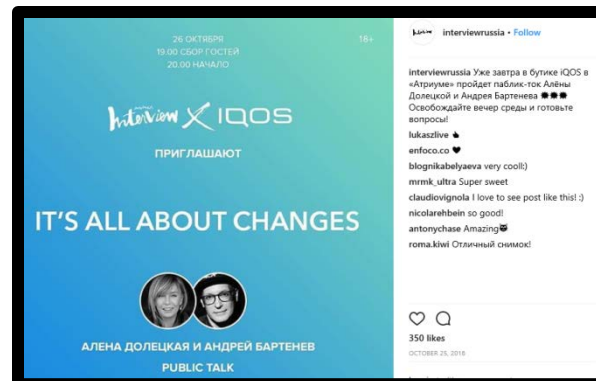 26 ОКТЯБРЯ
18+
19.00 СБОР ГОСТЕЙ
20.00 НАЧАЛО
Interview X IQOS
ПРИГЛАШАЮТ
IT'S ALL ABOUT CHANGES
АЛЕНА ДОЛЕЦКАЯ И АНДРЕЙ БАРТЕНЕВ
PUBLIC TALK
interviewrussia • Follow
interviewrussia Уже завтра в бутике iQOS в
«Атриуме» пройдет паблик-ток Алёны
Долецкой и Андрея Бартенева
Освобождайте вечер среды и готовьте
вопросы!
lukaszlive
enfoco.co
blognikabelyaeva very cooll:)
mrmk_ultra Super sweet
claudiovignola I love to see post like this! :)
nicolarehbein so good!
antonychase Amazing
roma.kiwi Отличный снимок!
350 likes
OCTOBER 25, 2016